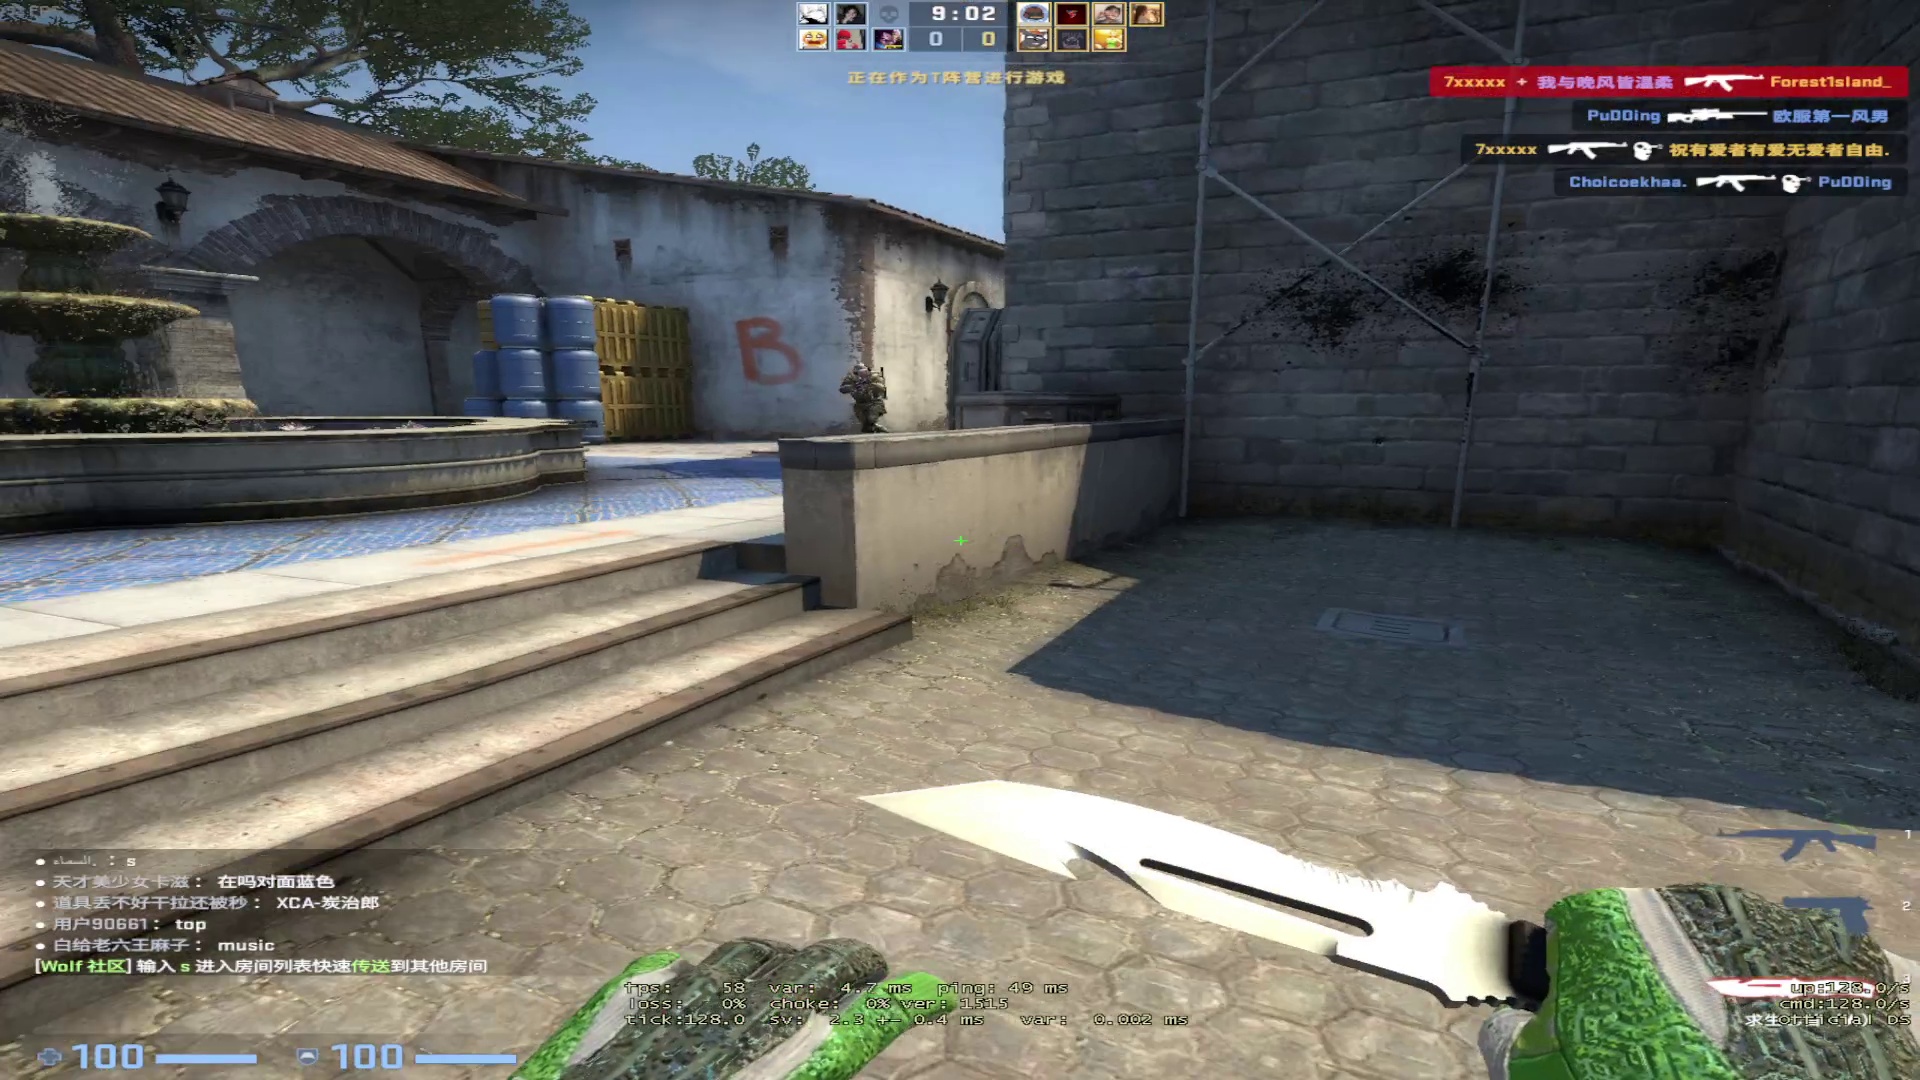 9:02
0 0
正在作为T阵营进行游戏
7xxxxx + 我与晚风皆温柔 Forest1sland_
PuDDing 欧服第一风男
7xxxxx 祝有爱者有爱无爱者自由.
Choicoekhaa. PuDDing
B
1
2
3
السماء. : s
天才美少女卡滋： 在吗对面蓝色
道具丢不好干拉还被秒： XCA-炭治郎
用户90661： top
白给老六王麻子： music
[Wolf 社区] 输入 s 进入房间列表快速传送到其他房间
fps: 58 var: 4.7 ms ping: 49 ms
loss: 0% choke: 0% ver: 1515
tick:128.0 sv: 2.3 +- 0.4 ms var: 0.002 ms
up:128.0/s
cmd:128.0/s
Official DS
100 100